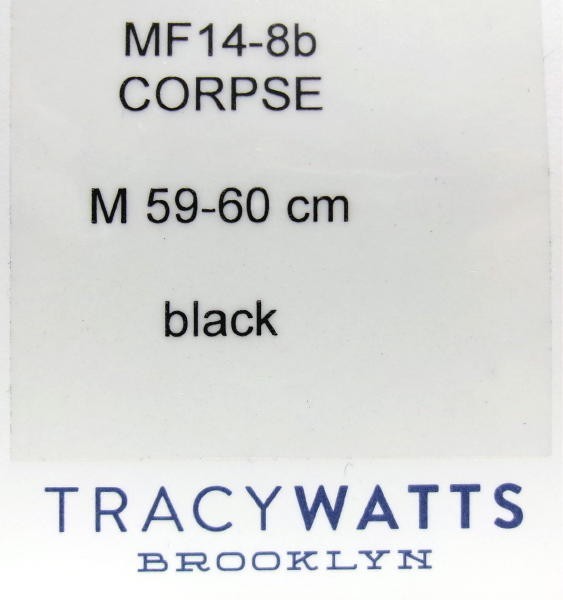 MF14-8b
CORPSE
M 59-60 cm
black
TRACYWATTS
BROOKLYN